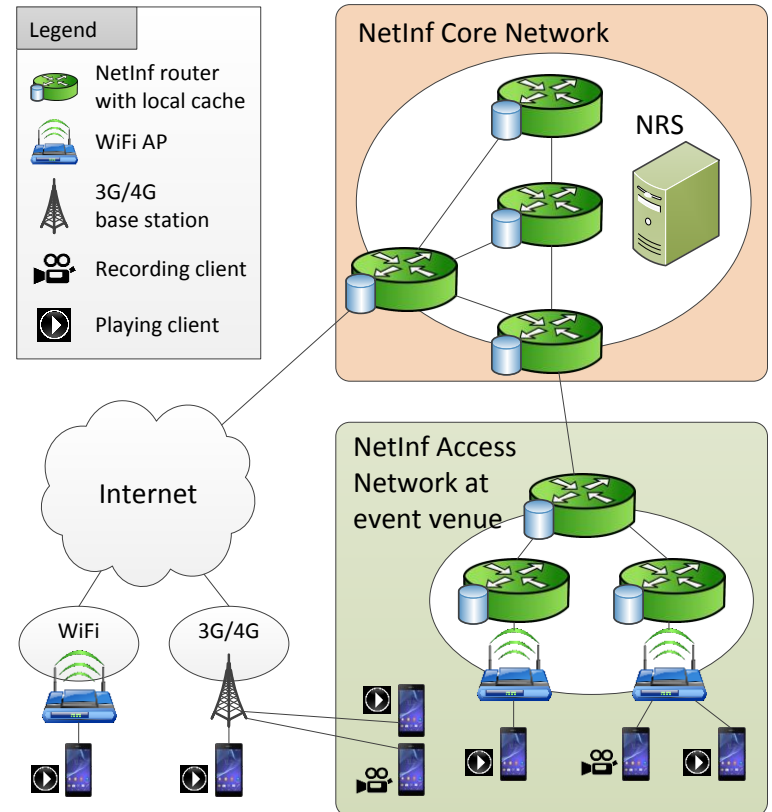 Legend
NetInf router
with local cache
WiFi AP
3G/4G
base station
Recording client
Playing client
NetInf Core Network
NRS
Internet
WiFi
3G/4G
NetInf Access
Network at
event venue